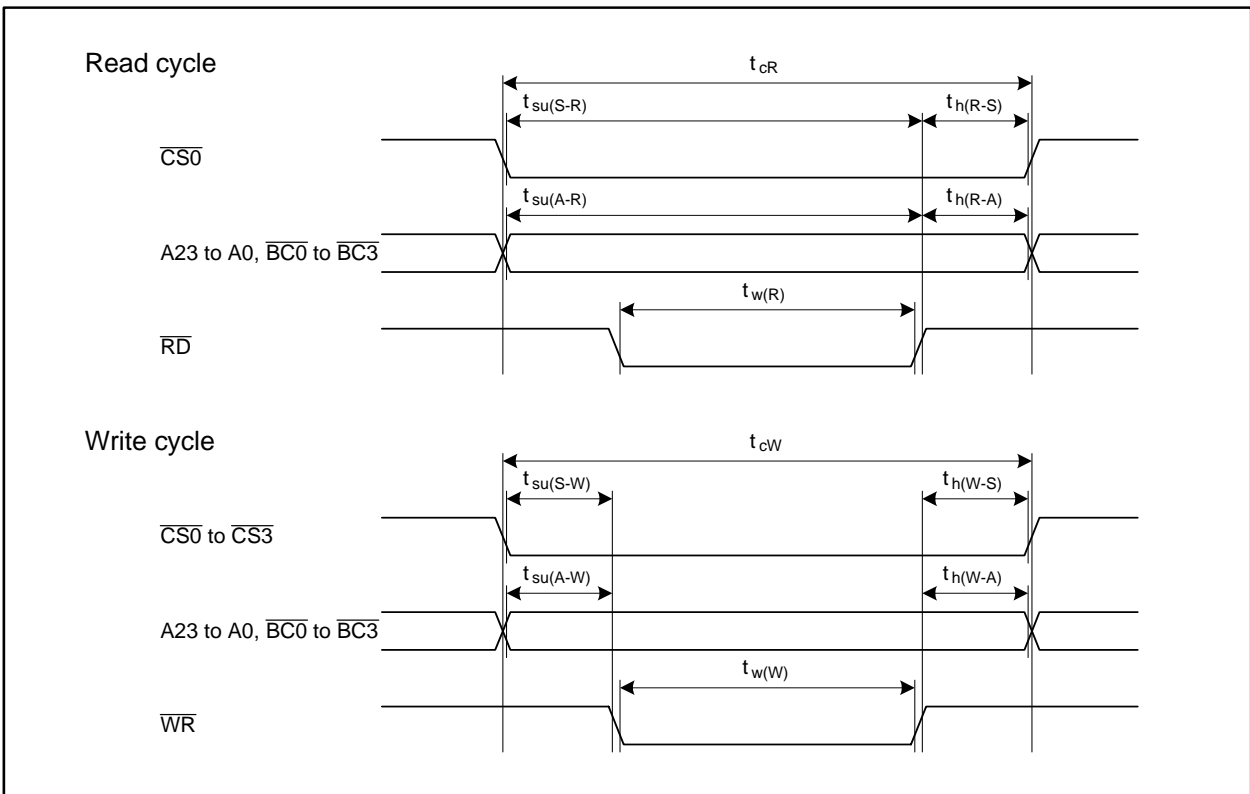 Read cycle
t cR
t su(S-R) t h(R-S)
CS0
t su(A-R) t h(R-A)
A23 to A0, BC0 to BC3
t w(R)
RD
Write cycle
t cW
t su(S-W) t h(W-S)
CS0 to CS3
t su(A-W) t h(W-A)
A23 to A0, BC0 to BC3
t w(W)
WR